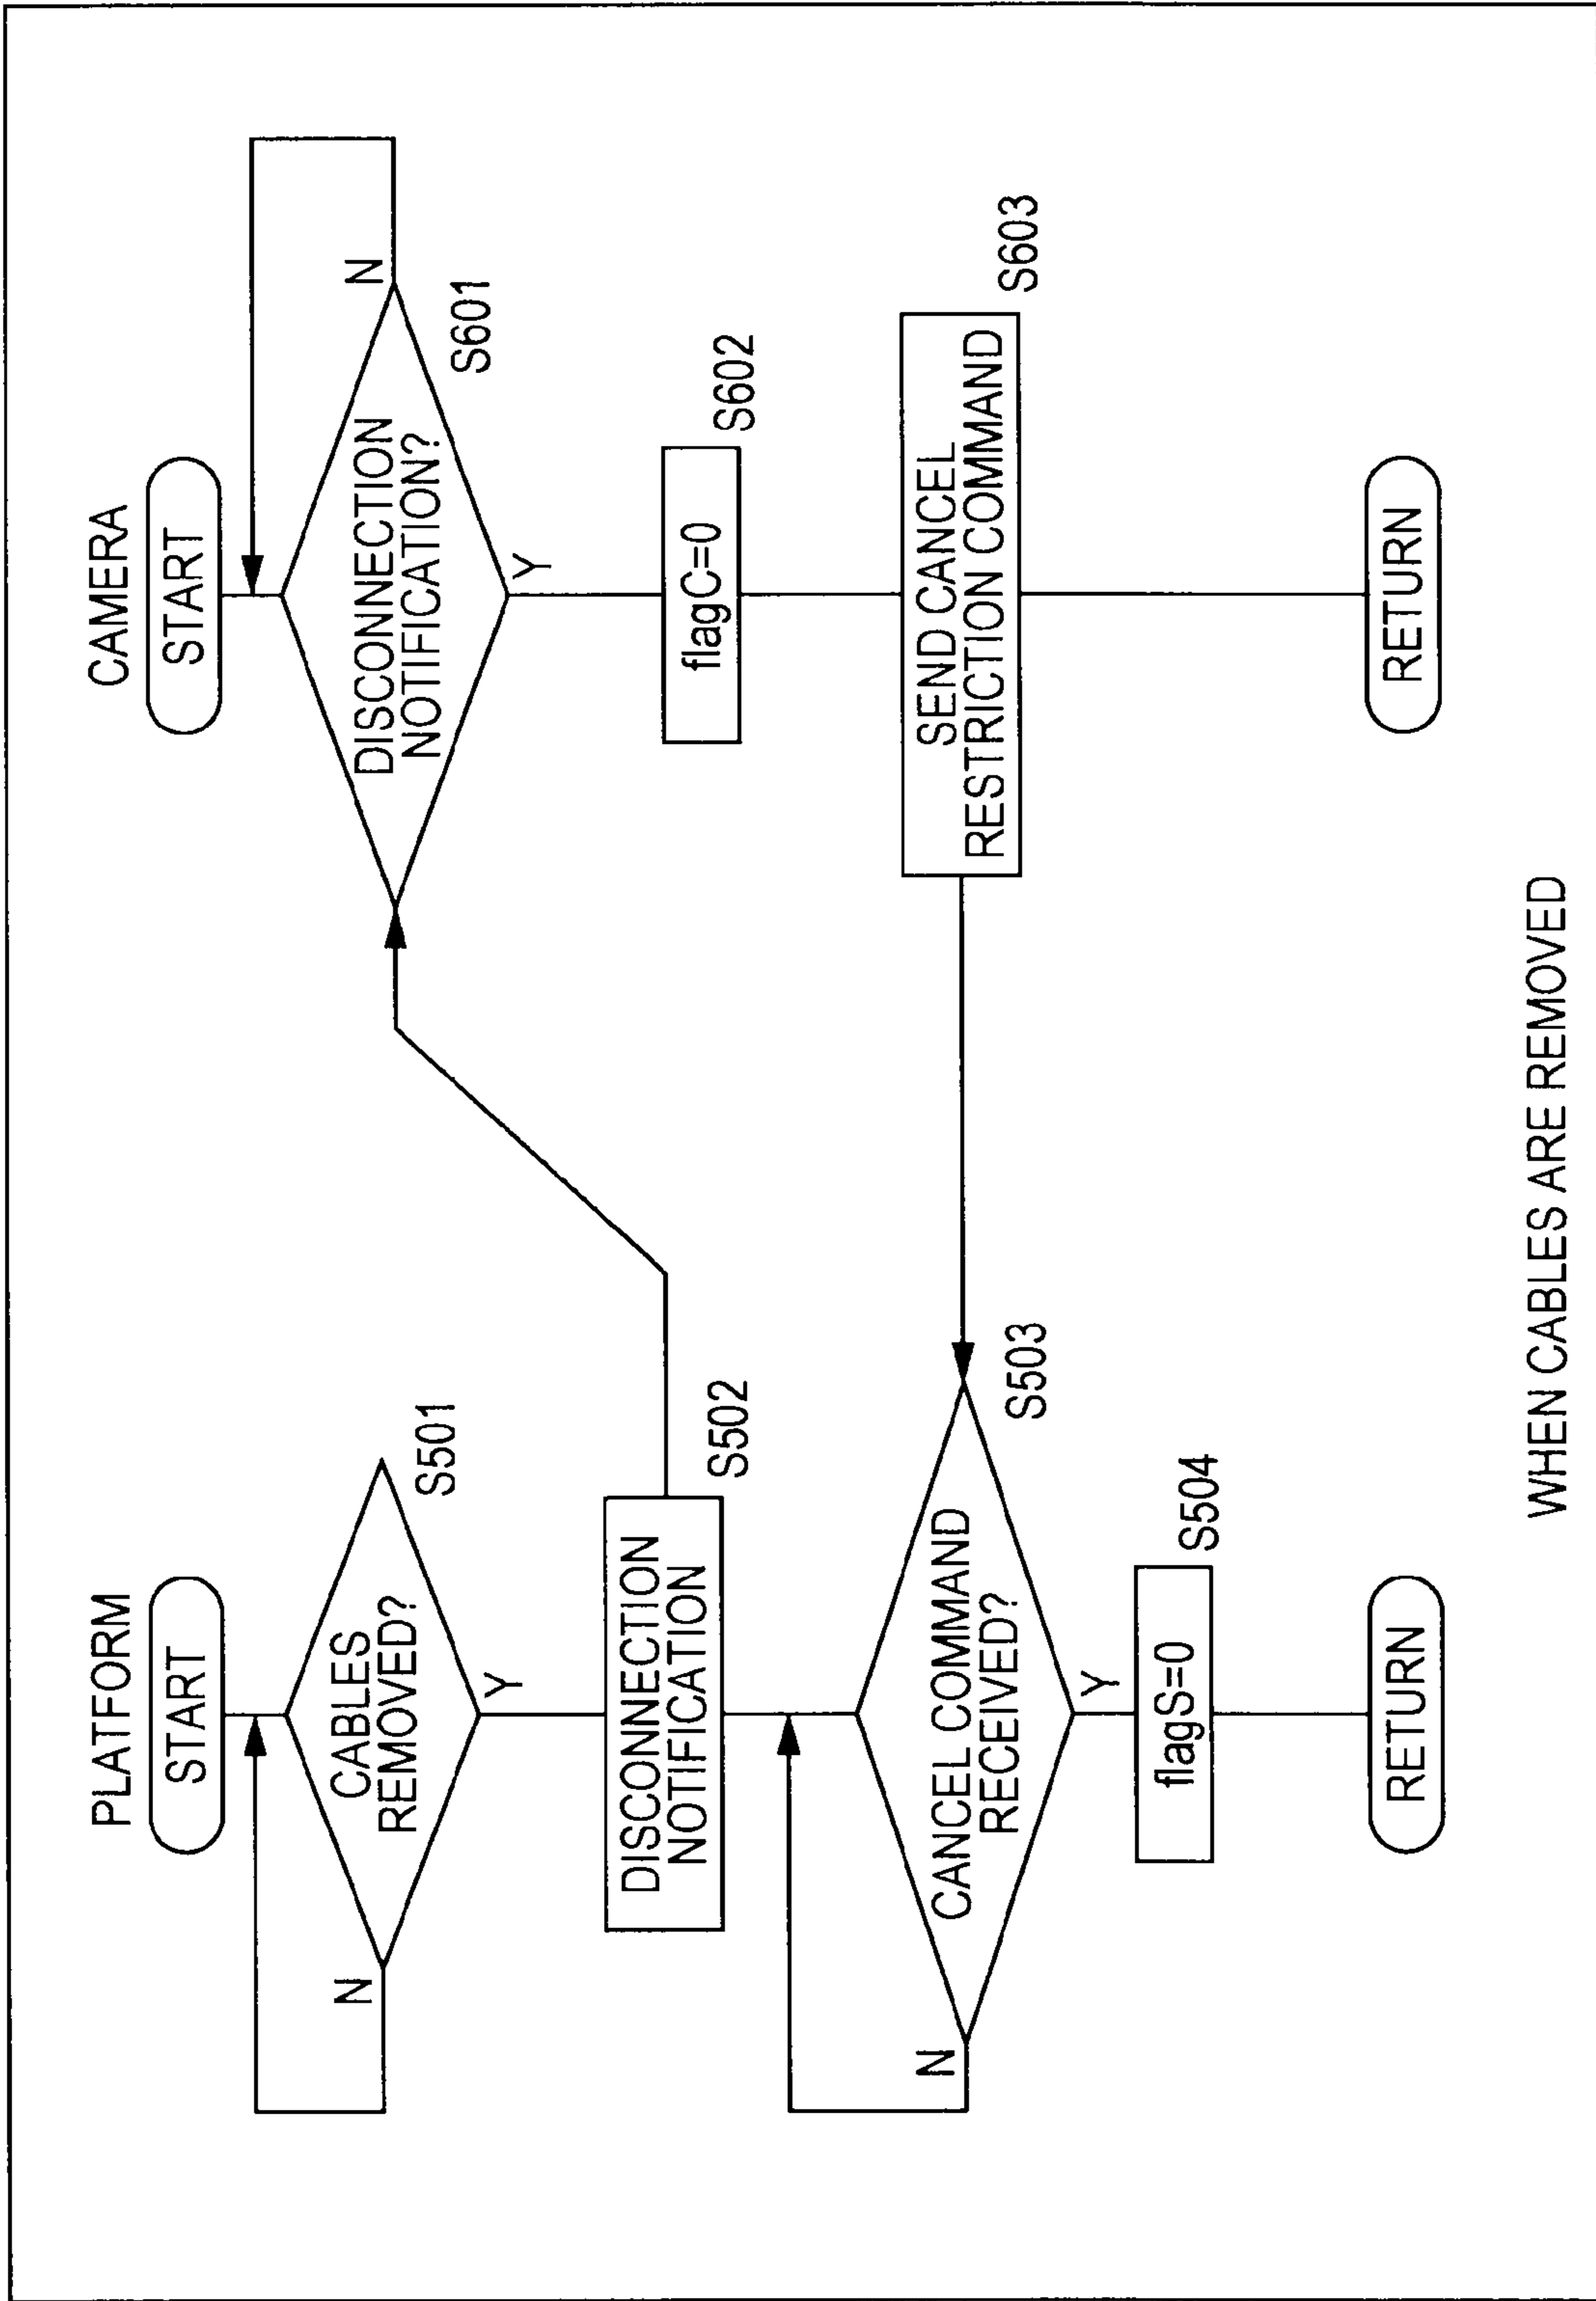 PLATFORM
START
CABLES
REMOVED?
S501
N
Y
DISCONNECTION
NOTIFICATION
S502
CANCEL COMMAND
RECEIVED?
S503
N
Y
flagS=0
S504
RETURN
CAMERA
START
DISCONNECTION
NOTIFICATION?
S601
N
Y
flagC=0
S602
SEND CANCEL
RESTRICTION COMMAND
S603
RETURN
WHEN CABLES ARE REMOVED